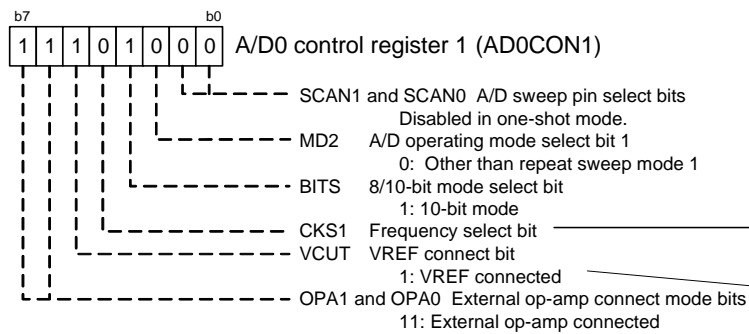 b7 b0
1 1 1 0 1 0 0 0 A/D0 control register 1 (AD0CON1)
SCAN1 and SCAN0 A/D sweep pin select bits
Disabled in one-shot mode.
MD2 A/D operating mode select bit 1
0: Other than repeat sweep mode 1
BITS 8/10-bit mode select bit
1: 10-bit mode
CKS1 Frequency select bit
VCUT VREF connect bit
1: VREF connected
OPA1 and OPA0 External op-amp connect mode bits
11: External op-amp connected